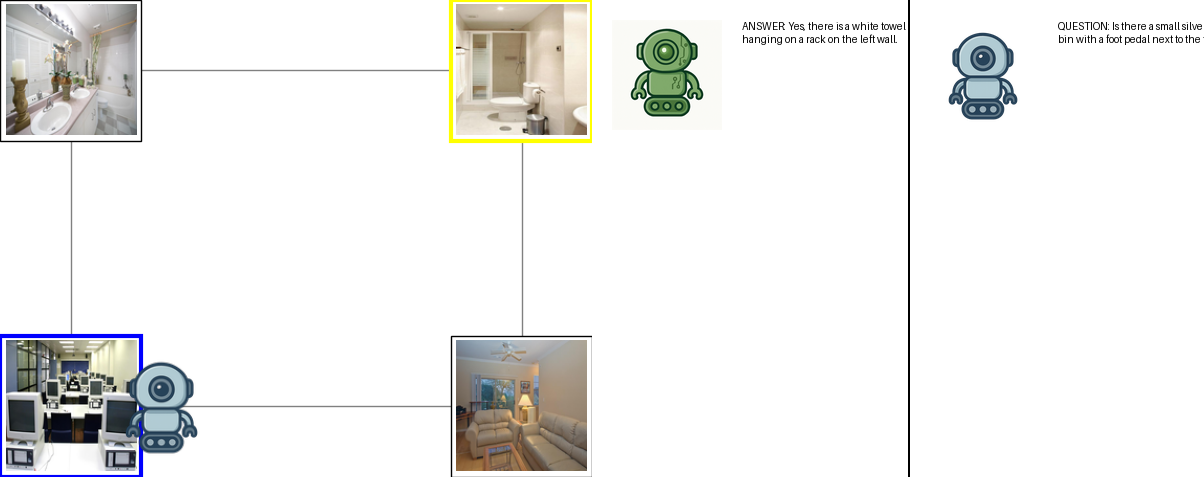 ANSWER: Yes, there is a white towel
hanging on a rack on the left wall.
QUESTION: Is there a small
bin with a foot pedal next to the